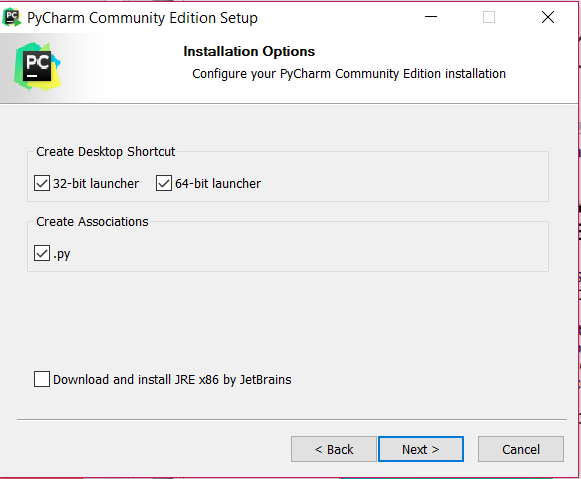 PyCharm Community Edition Setup
PC
Installation Options
Configure your PyCharm Community Edition installation
Create Desktop Shortcut
32-bit launcher 64-bit launcher
Create Associations
.py
Download and install JRE x86 by JetBrains
< Back Next > Cancel